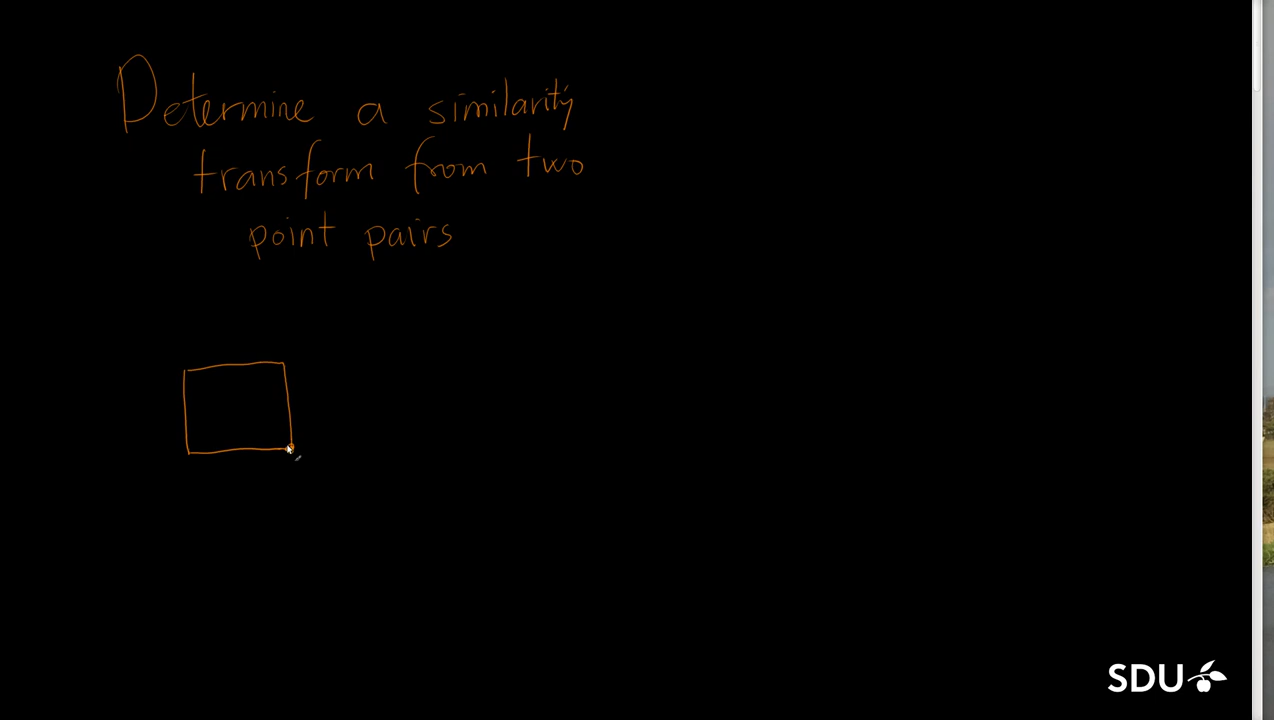 Determine a similarity
transform from two
point pairs
SDU